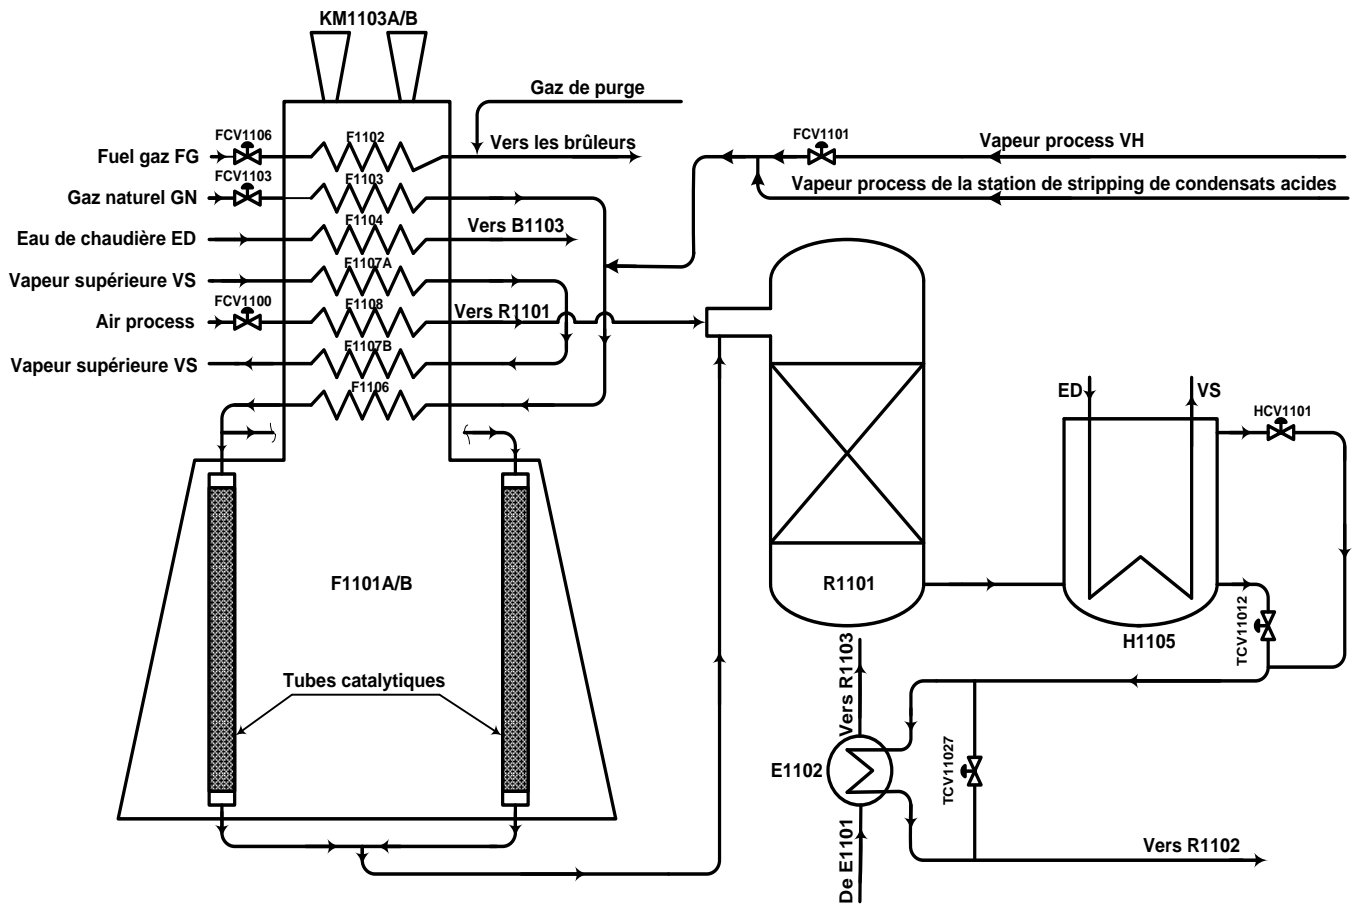 KM1103A/B
Gaz de purge
FCV1106
F1102
Vers les brûleurs
FCV1101
Vapeur process VH
Fuel gaz FG
FCV1103
F1103
Vapeur process de la station de stripping de condensats acides
Gaz naturel GN
F1104
Vers B1103
Eau de chaudière ED
F1107A
Vapeur supérieure VS
FCV1100
F1108
Vers R1101
Air process
F1107B
Vapeur supérieure VS
F1106
ED
VS
HCV1101
F1101A/B
R1101
TCV11012
H1105
Tubes catalytiques
Vers R1103
E1102
TCV11027
De E1101
Vers R1102